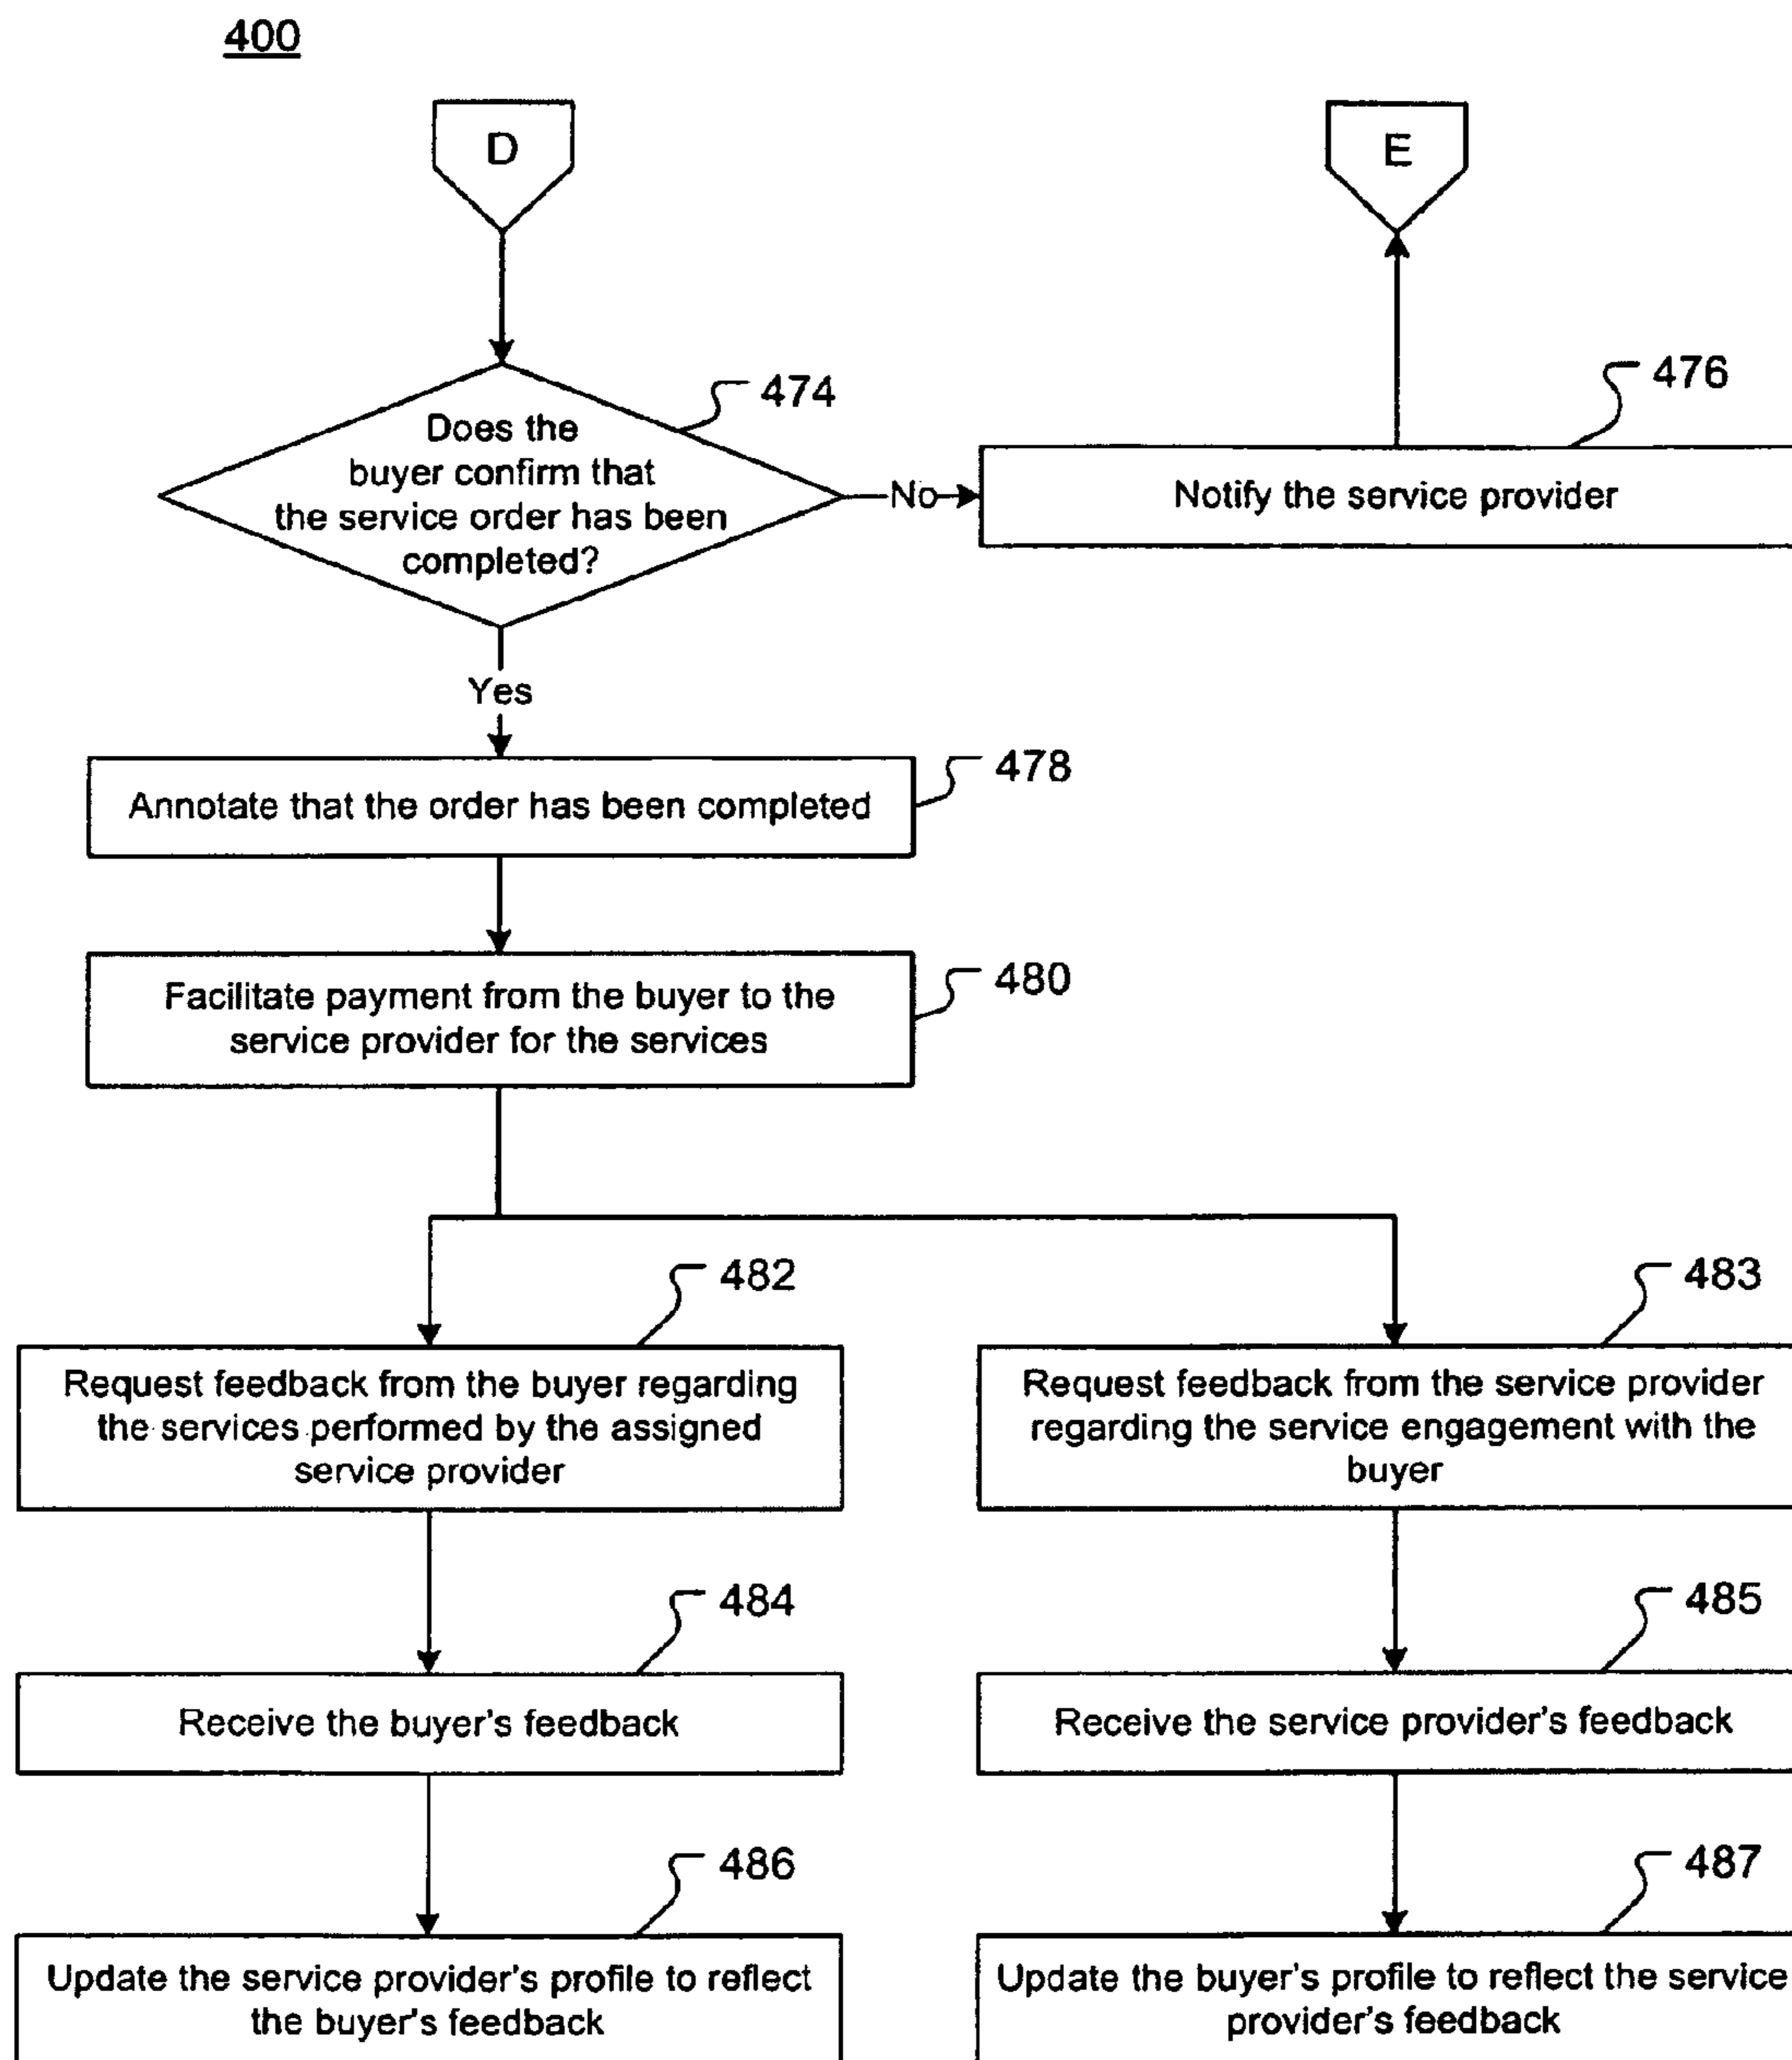 400
D
E
474
476
Does the
buyer confirm that
the service order has been
completed?
No
Notify the service provider
Yes
478
Annotate that the order has been completed
480
Facilitate payment from the buyer to the
service provider for the services
482
483
Request feedback from the buyer regarding
the services performed by the assigned
service provider
Request feedback from the service provider
regarding the service engagement with the
buyer
484
485
Receive the buyer's feedback
Receive the service provider's feedback
486
487
Update the service provider's profile to reflect
the buyer's feedback
Update the buyer's profile to reflect the service
provider's feedback